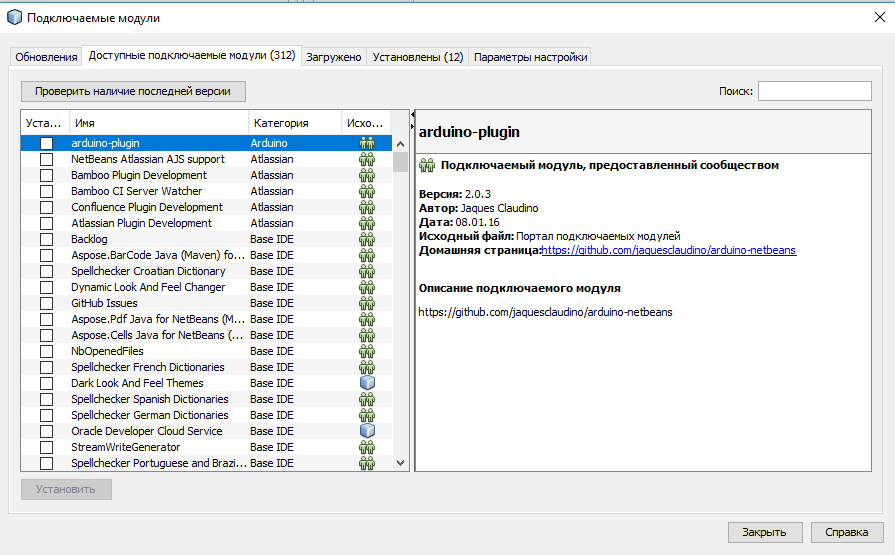 Подключаемые модули
Обновления Доступные подключаемые модули (312) Загружено Установлены (12) Параметры настройки
Проверить наличие последней версии Поиск:
Уста... Имя Категория Исхо...
arduino-plugin Arduino
NetBeans Atlassian AJS support Atlassian
Bamboo Plugin Development Atlassian
Bamboo CI Server Watcher Atlassian
Confluence Plugin Development Atlassian
Atlassian Plugin Development Atlassian
Backlog Base IDE
Aspose.BarCode Java (Maven) fo... Base IDE
Spellchecker Croatian Dictionary Base IDE
Dynamic Look And Feel Changer Base IDE
GitHub Issues Base IDE
Aspose.Pdf Java for NetBeans (M... Base IDE
Aspose.Cells Java for NetBeans (... Base IDE
NbOpenedFiles Base IDE
Spellchecker French Dictionaries Base IDE
Dark Look And Feel Themes Base IDE
Spellchecker Spanish Dictionaries Base IDE
Spellchecker German Dictionaries Base IDE
Oracle Developer Cloud Service Base IDE
StreamWriteGenerator Base IDE
Spellchecker Portuguese and Brazi... Base IDE
arduino-plugin
Подключаемый модуль, предоставленный сообществом
Версия: 2.0.3
Автор: Jaques Claudino
Дата: 08.01.16
Исходный файл: Портал подключаемых модулей
Домашняя страница:https://github.com/jaquesclaudino/arduino-netbeans
Описание подключаемого модуля
https://github.com/jaquesclaudino/arduino-netbeans
Установить
Закрыть Справка